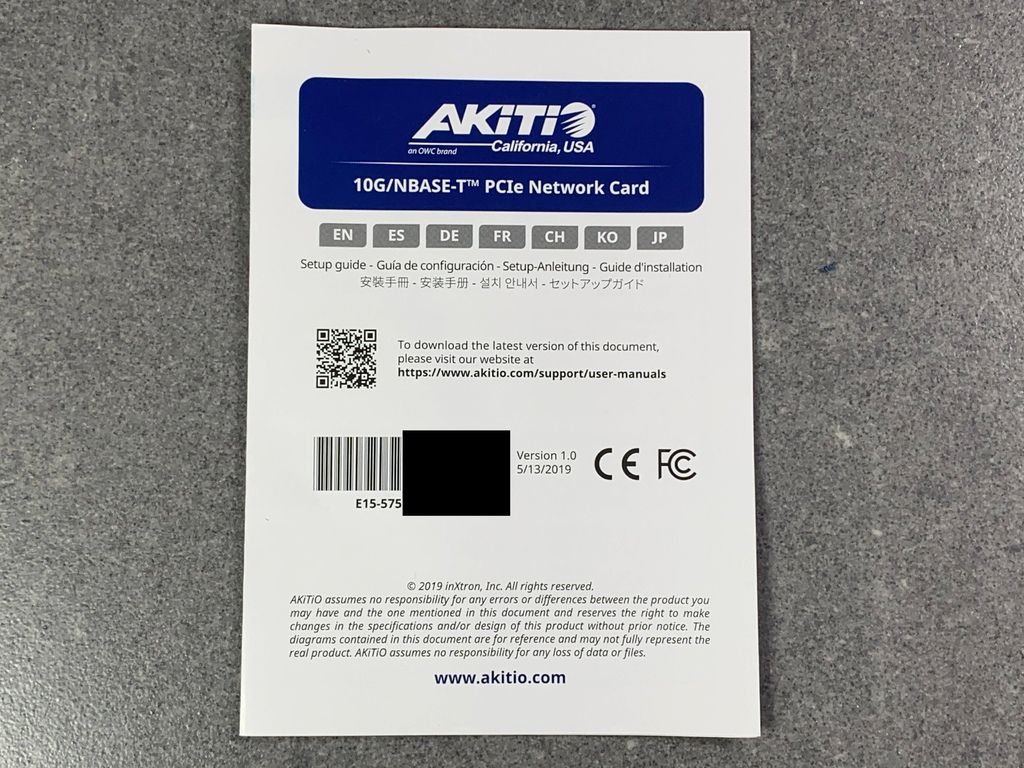 AKiTiO®
an OWC brand California, USA
10G/NBASE-T™ PCIe Network Card
EN ES DE FR CH KO JP
Setup guide - Guía de configuración - Setup-Anleitung - Guide d'installation
安裝手冊 - 安装手册 - 설치 안내서 - セットアップガイド
To download the latest version of this document,
please visit our website at
https://www.akitio.com/support/user-manuals
Version 1.0
5/13/2019
CE FC
E15-575
© 2019 inXtron, Inc. All rights reserved.
AKiTiO assumes no responsibility for any errors or differences between the product you
may have and the one mentioned in this document and reserves the right to make
changes in the specifications and/or design of this product without prior notice. The
diagrams contained in this document are for reference and may not fully represent the
real product. AKiTiO assumes no responsibility for any loss of data or files.
www.akitio.com